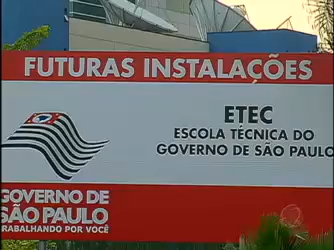 FUTURAS INSTALAÇÕES
ETEC
ESCOLA TÉCNICA DO
GOVERNO DE SÃO PAULO
GOVERNO DE
SÃO PAULO
TRABALHANDO POR VOCÊ